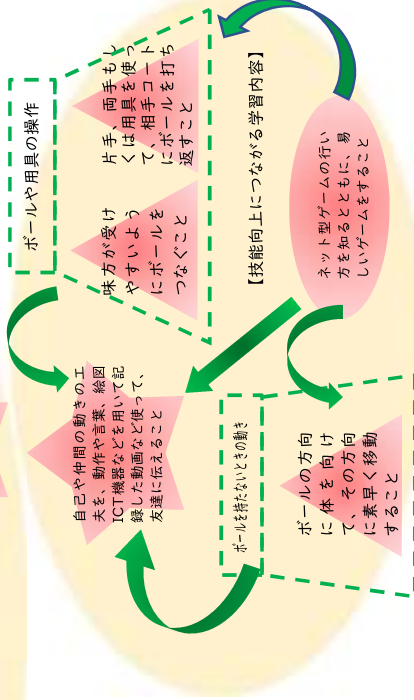 ボールや用具の操作
片手、両手もし
くは用具を使っ
て、相手コート
にボールを打ち
返すこと
味方が受け
やすいよう
にボールを
つなぐこと
【技能向上につながる学習内容】
ネット型ゲームの行い
方を知るとともに、易
しいゲームをすること
自己や仲間の動きの工
夫を、動作や言葉、絵図
ICT機器などを用いて記
録した動画など使って、
友達に伝えること
ボールを持たないときの動き
ボールの方向
に体を向け
て、その方向
に素早く移動
すること